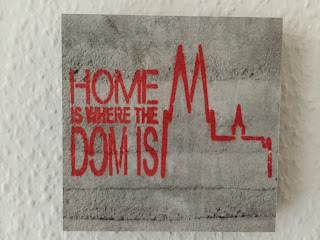 HOME
IS WHERE THE
DOM IS